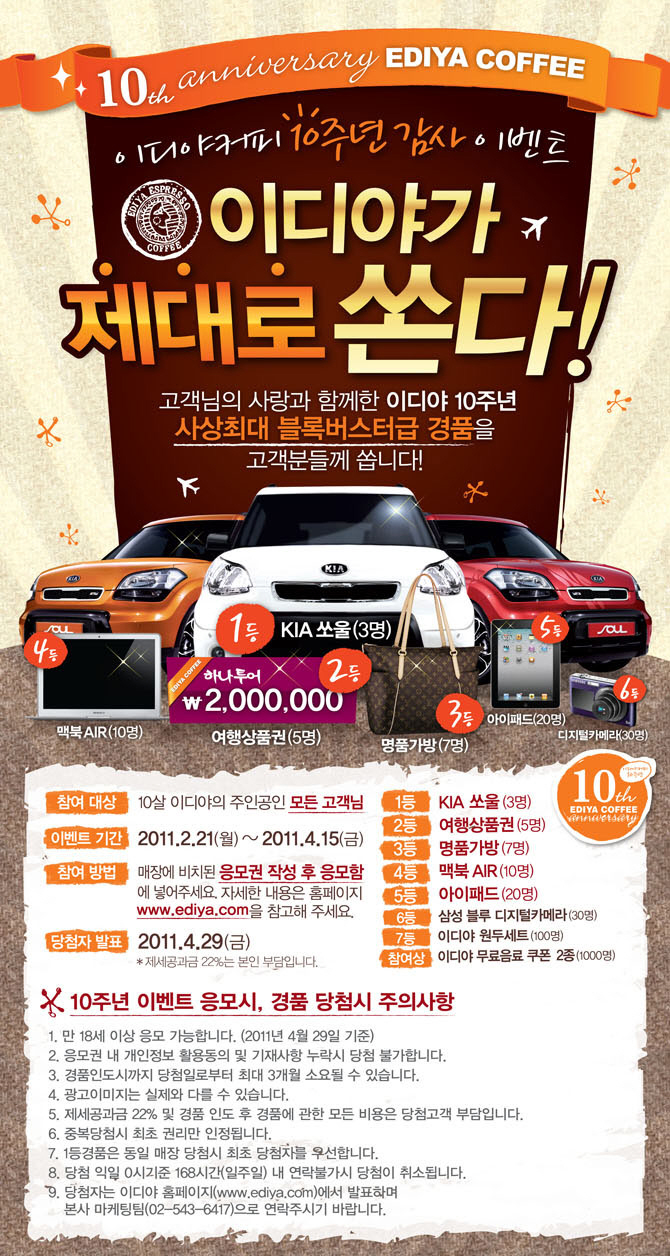 10th anniversary EDIYA COFFEE
이디야커피 10주년 감사 이벤트
EDIYA ESPRESSO COFFEE
이디야가
제대로 쏜다!
고객님의 사랑과 함께한 이디야 10주년
사상최대 블록버스터급 경품을
고객분들께 쏩니다!
KIA
KIA
KIA
SOUL
SOUL
1등 KIA 쏘울 (3명)
4등
맥북 AIR (10명)
EDIYA COFFEE
하나투어
₩2,000,000
2등
여행상품권 (5명)
3등
명품가방 (7명)
5등
아이패드 (20명)
6등
디지털카메라 (30명)
10th
EDIYA COFFEE
anniversary
참여 대상 10살 이디야의 주인공인 모든 고객님
이벤트 기간 2011.2.21(월) ~ 2011.4.15(금)
참여 방법 매장에 비치된 응모권 작성 후 응모함
에 넣어주세요. 자세한 내용은 홈페이지
www.ediya.com을 참고해 주세요.
당첨자 발표 2011.4.29(금)
*제세공과금 22%는 본인 부담입니다.
1등 KIA 쏘울 (3명)
2등 여행상품권 (5명)
3등 명품가방 (7명)
4등 맥북 AIR (10명)
5등 아이패드 (20명)
6등 삼성 블루 디지털카메라 (30명)
7등 이디야 원두세트 (100명)
참여상 이디야 무료음료 쿠폰 2종 (1000명)
10주년 이벤트 응모시, 경품 당첨시 주의사항
1. 만 18세 이상 응모 가능합니다. (2011년 4월 29일 기준)
2. 응모권 내 개인정보 활용동의 및 기재사항 누락시 당첨 불가합니다.
3. 경품인도시까지 당첨일로부터 최대 3개월 소요될 수 있습니다.
4. 광고이미지는 실제와 다를 수 있습니다.
5. 제세공과금 22% 및 경품 인도 후 경품에 관한 모든 비용은 당첨고객 부담입니다.
6. 중복당첨시 최초 권리만 인정됩니다.
7. 1등경품은 동일 매장 당첨시 최초 당첨자를 우선합니다.
8. 당첨 익일 0시기준 168시간(일주일) 내 연락불가시 당첨이 취소됩니다.
9. 당첨자는 이디야 홈페이지(www.ediya.com)에서 발표하며
본사 마케팅팀(02-543-6417)으로 연락주시기 바랍니다.